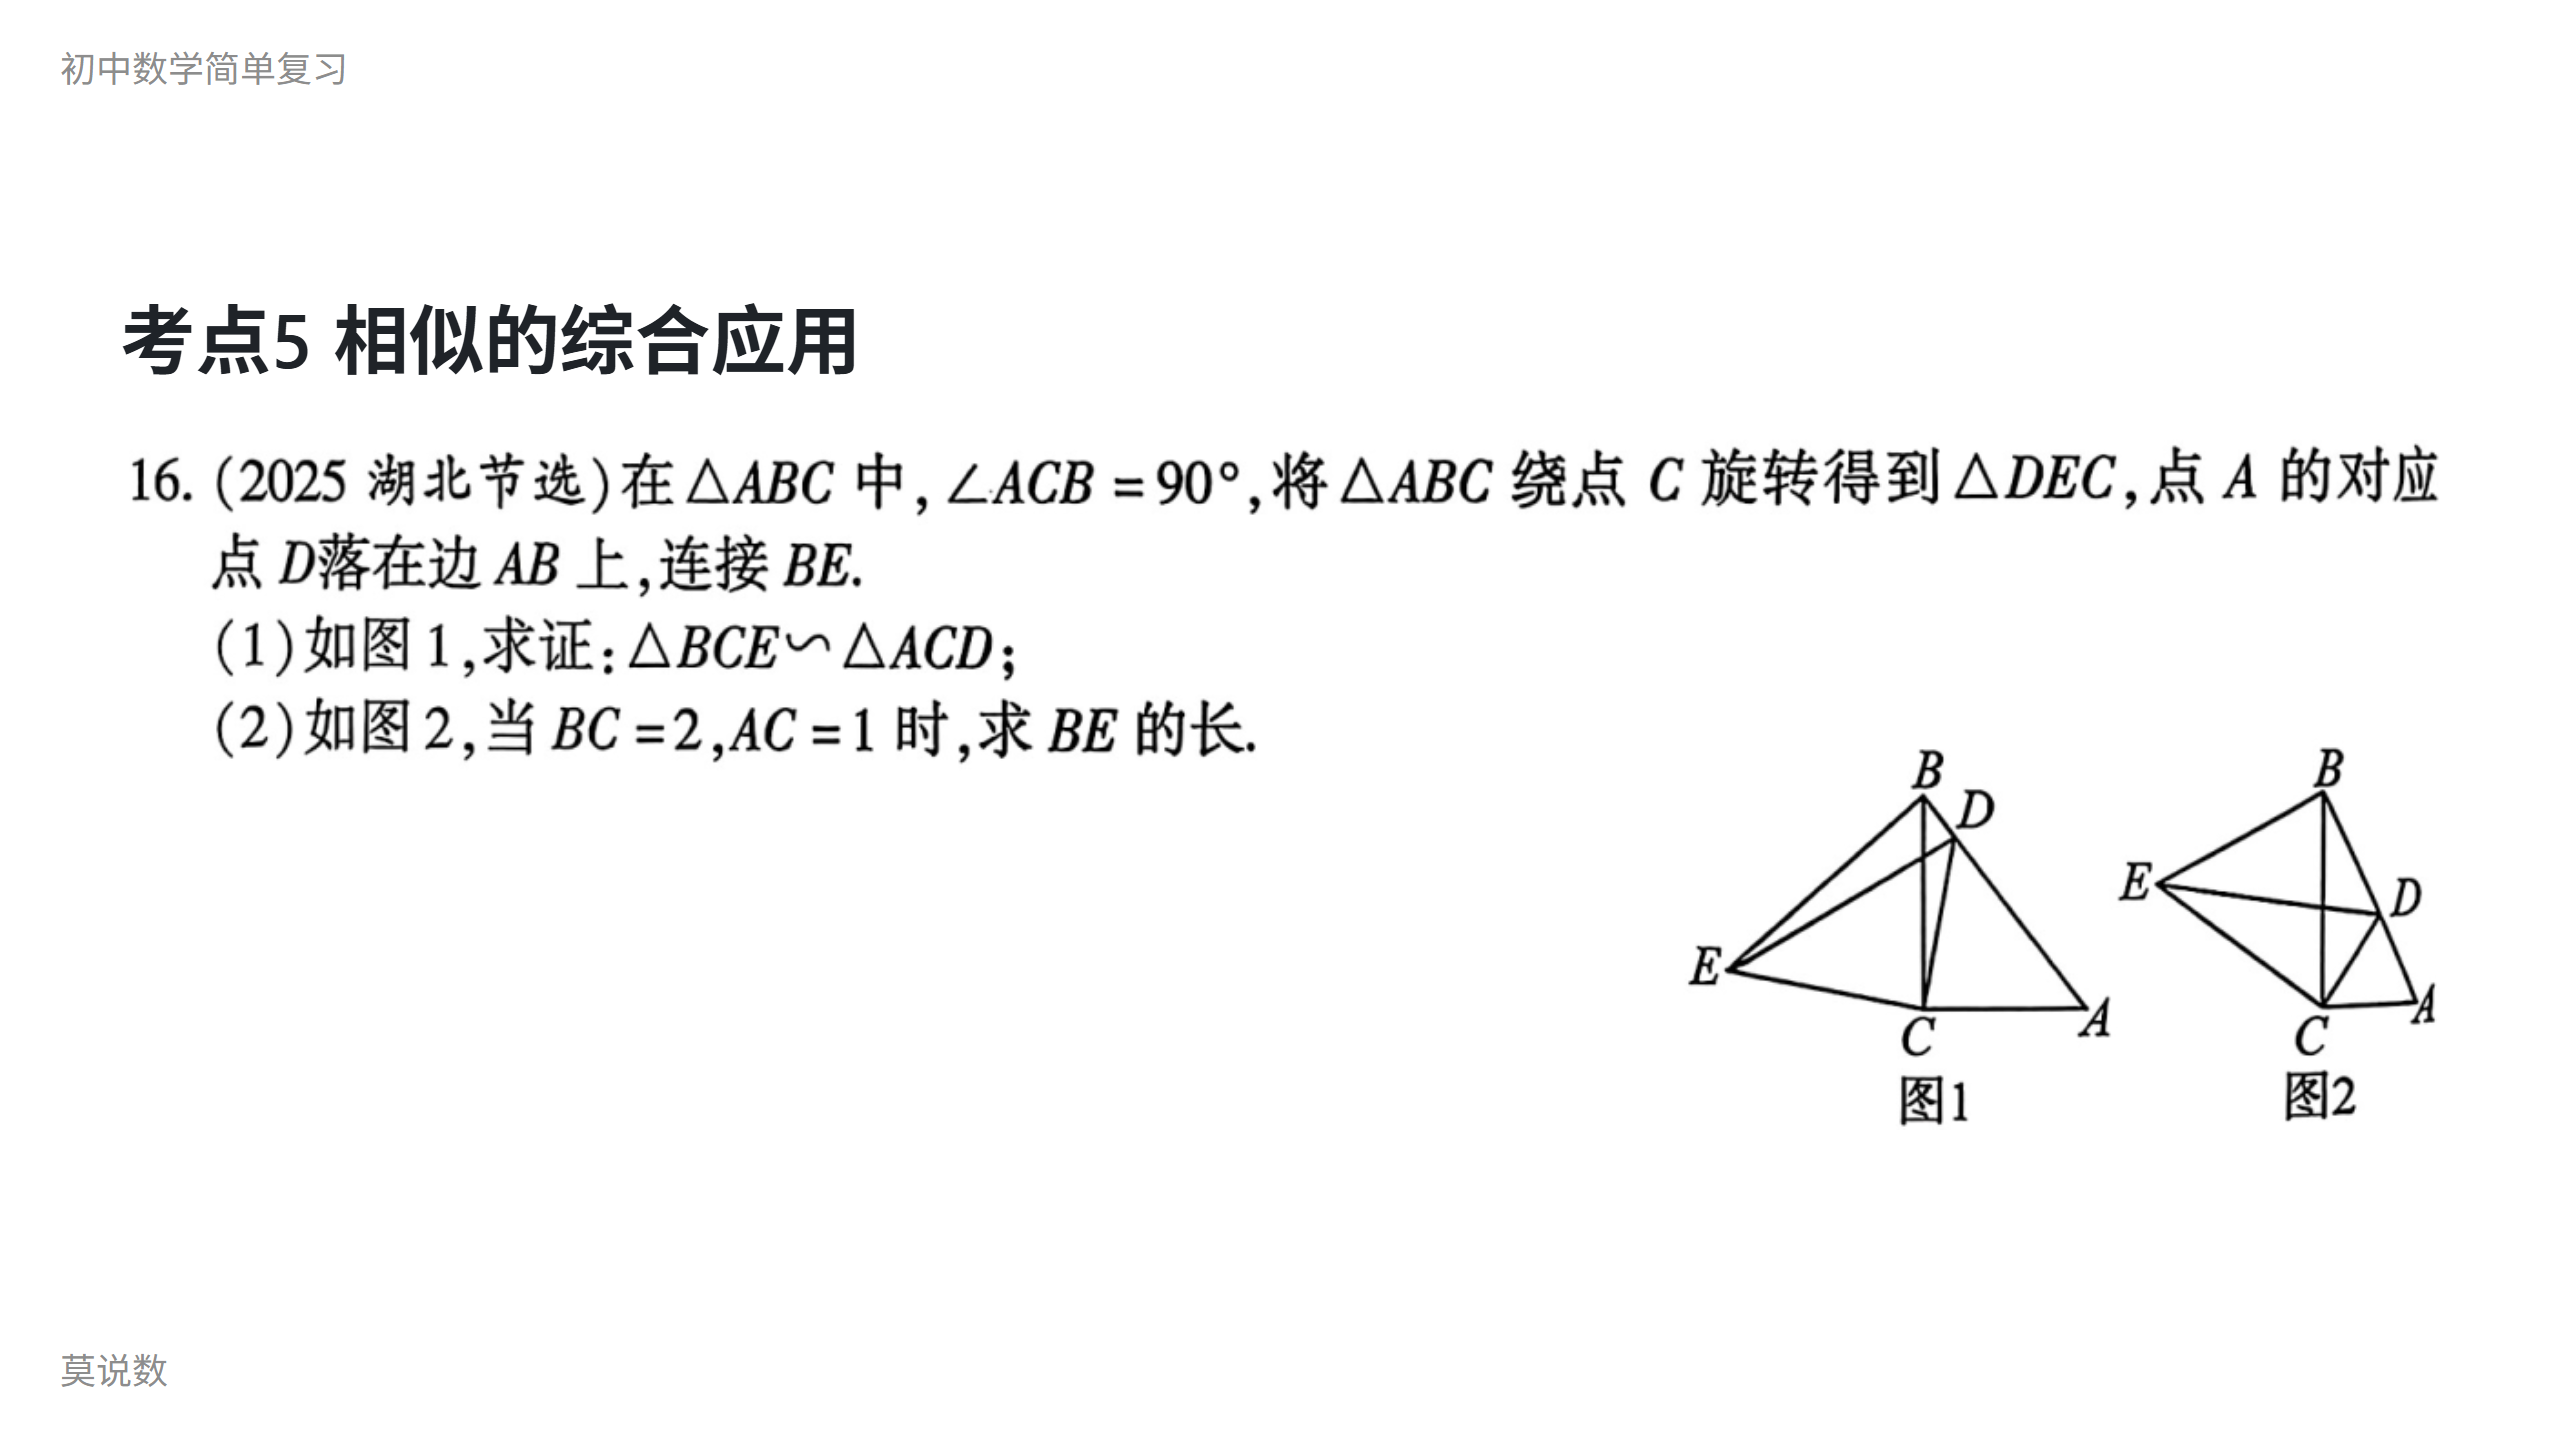 初中数学简单复习
考点5 相似的综合应用
16. (2025 湖北节选)在△ABC 中,∠ACB=90°,将△ABC 绕点 C 旋转得到△DEC,点 A 的对应
点 D落在边 AB 上,连接 BE.
(1)如图1,求证:△BCE∽△ACD;
(2)如图2,当 BC=2,AC=1 时,求 BE 的长.
B
D
E
C
A
图1
B
E
D
C
A
图2
莫说数